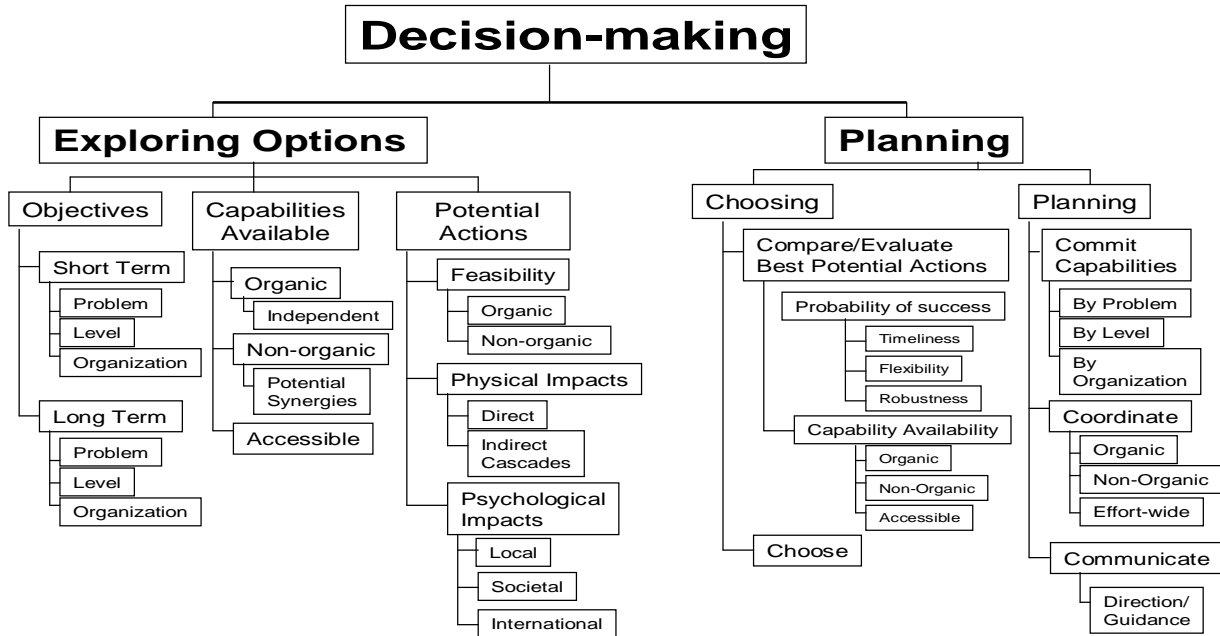 Decision-making
Exploring Options
Objectives
Short Term
Problem
Level
Organization
Long Term
Problem
Level
Organization
Capabilities
Available
Organic
Independent
Non-organic
Potential
Synergies
Accessible
Potential
Actions
Feasibility
Organic
Non-organic
Physical Impacts
Direct
Indirect
Cascades
Psychological
Impacts
Local
Societal
International
Planning
Choosing
Compare/Evaluate
Best Potential Actions
Probability of success
Timeliness
Flexibility
Robustness
Capability Availability
Organic
Non-Organic
Accessible
Choose
Planning
Commit
Capabilities
By Problem
By Level
By
Organization
Coordinate
Organic
Non-Organic
Effort-wide
Communicate
Direction/
Guidance